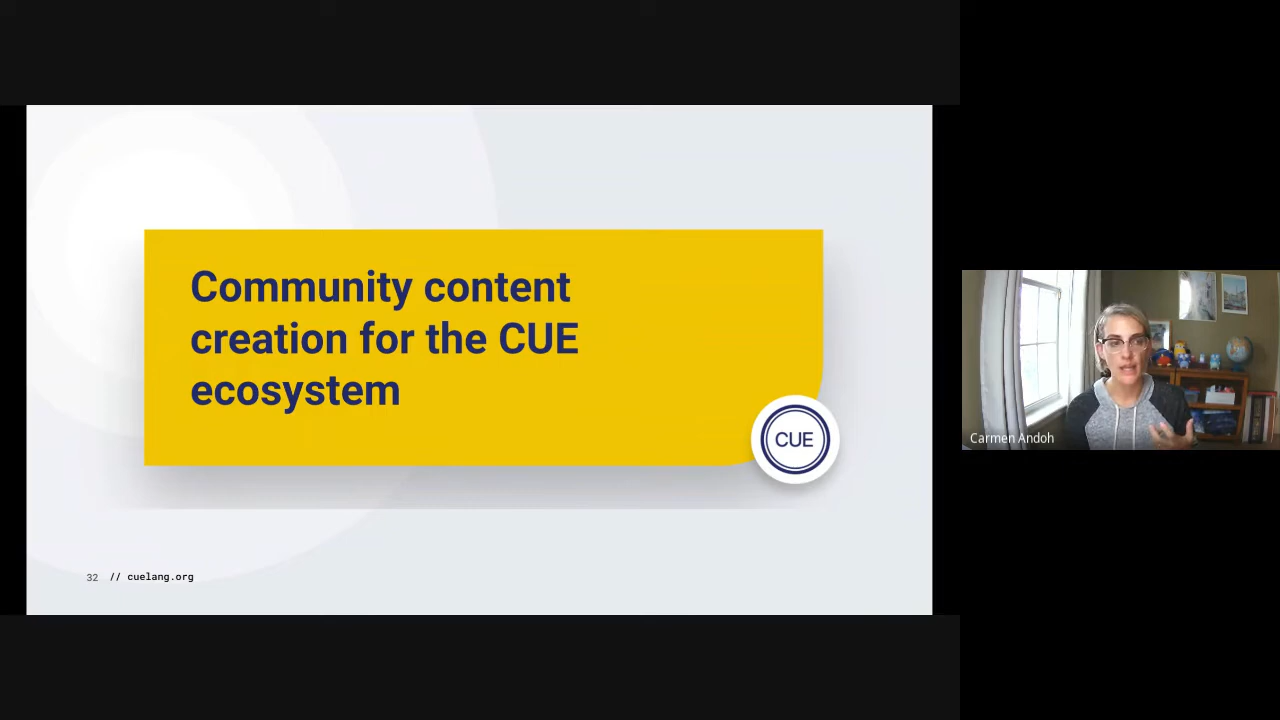 Community content
creation for the CUE
ecosystem
CUE
32 // cuelang.org
Carmen Andoh